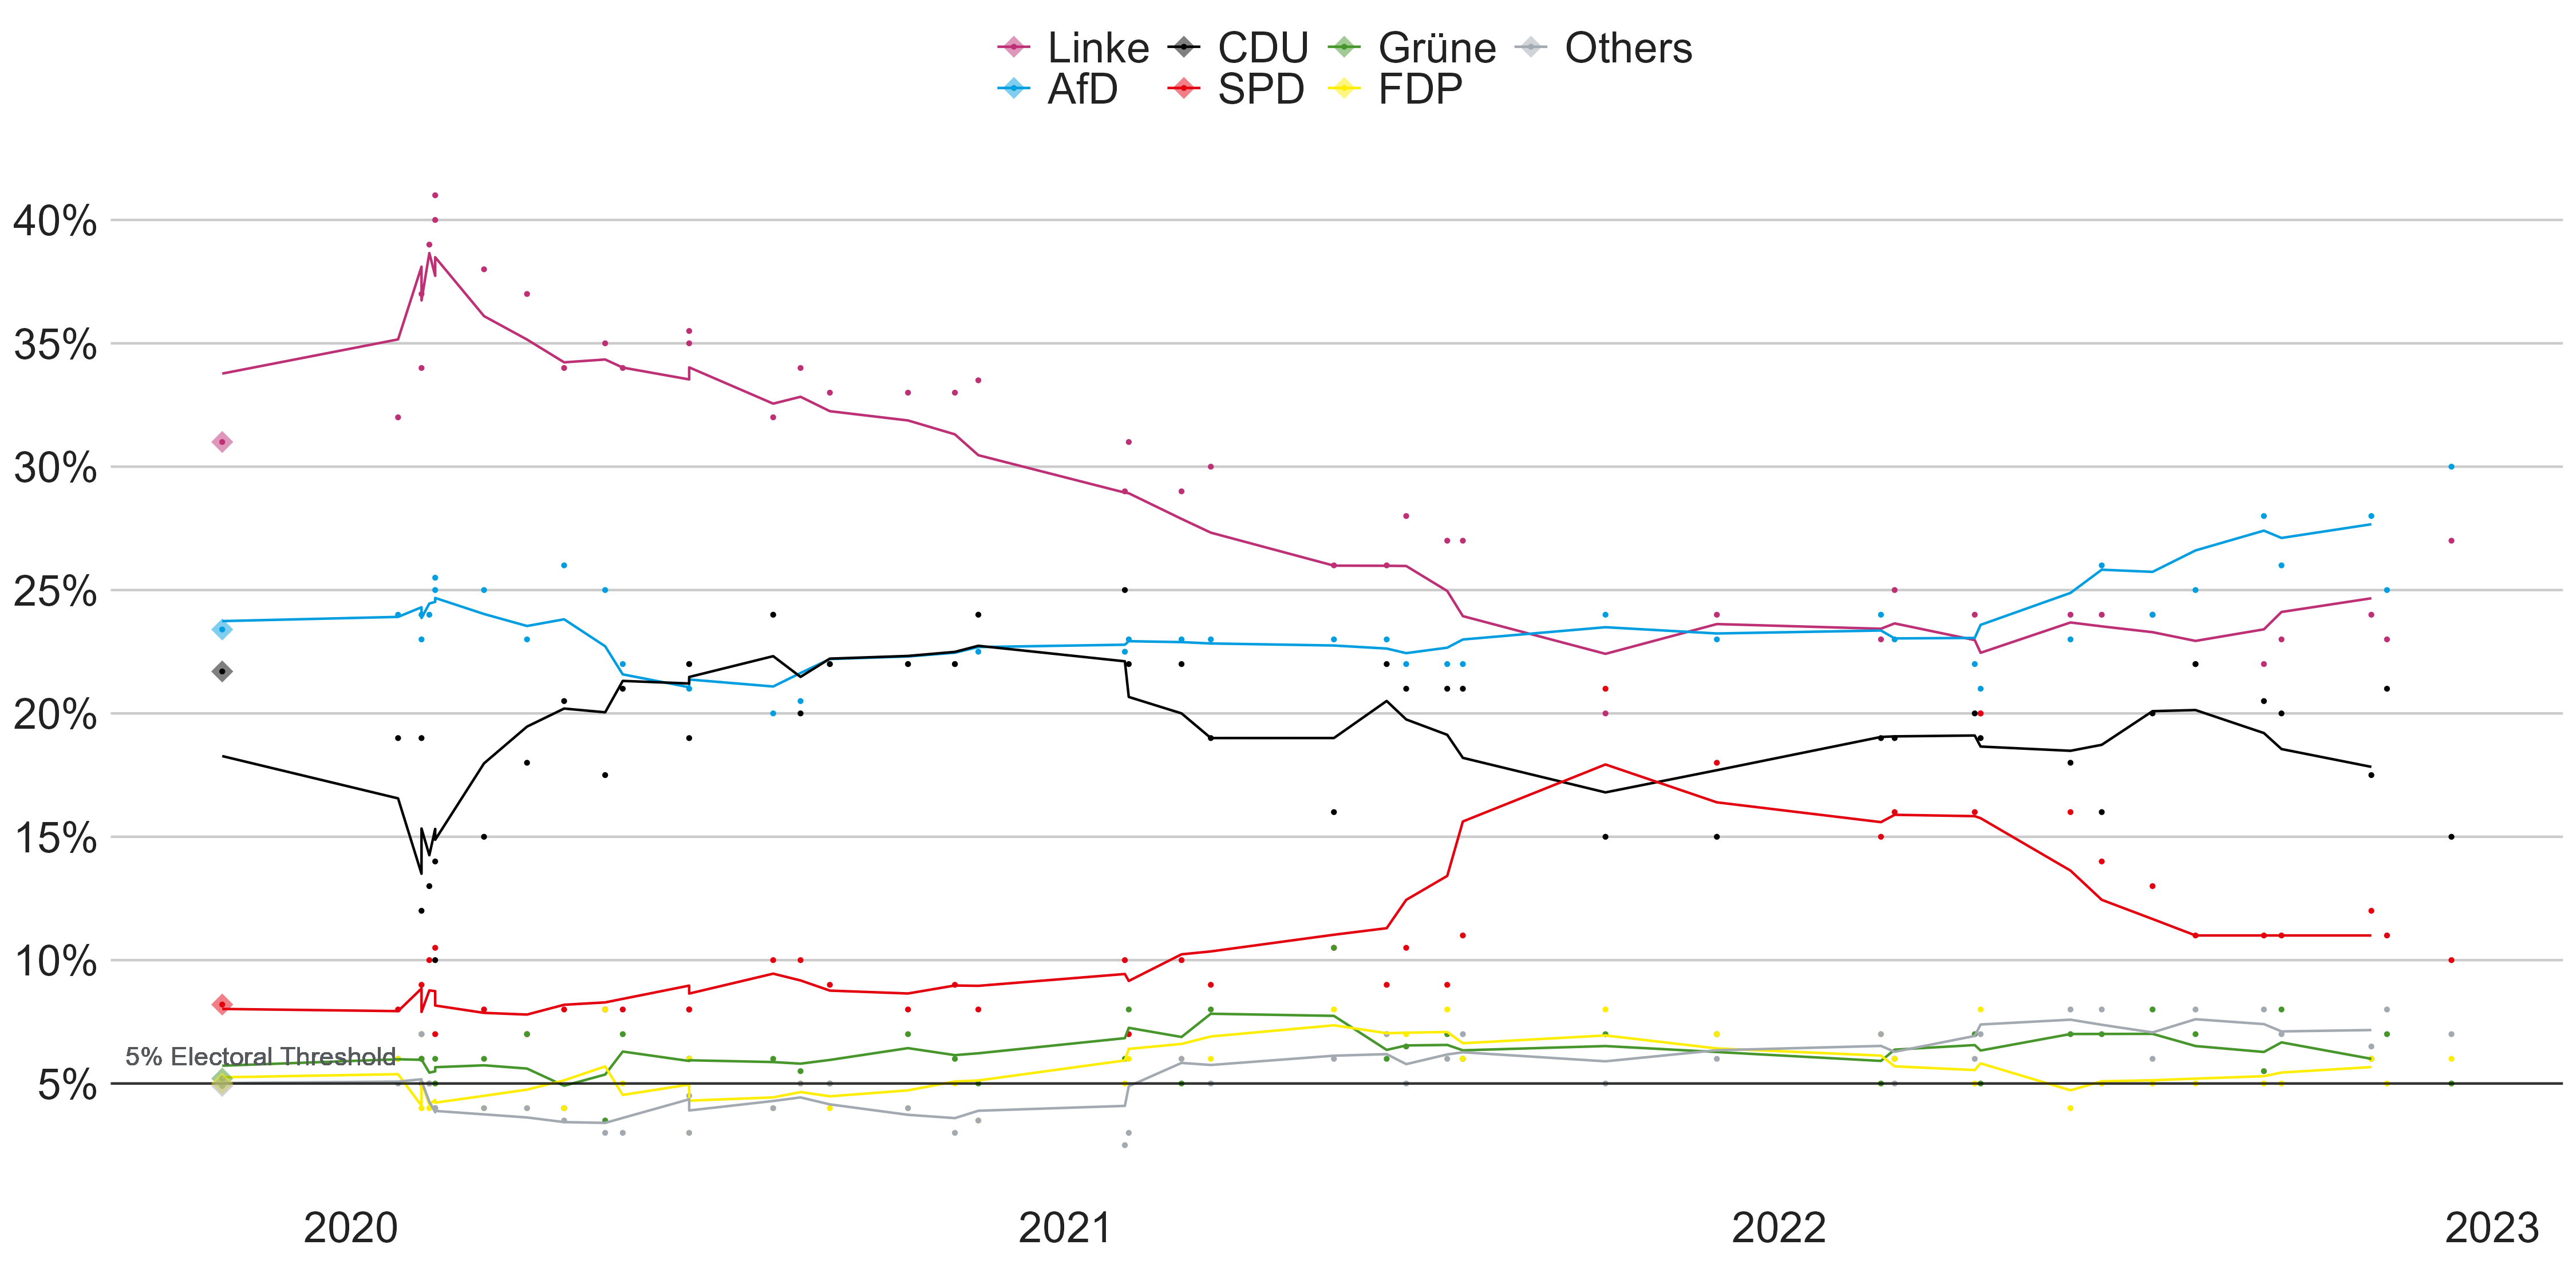 Linke CDU Grüne Others
AfD SPD FDP
40%
35%
30%
25%
20%
15%
10%
5% Electoral Threshold
5%
2020 2021 2022 2023